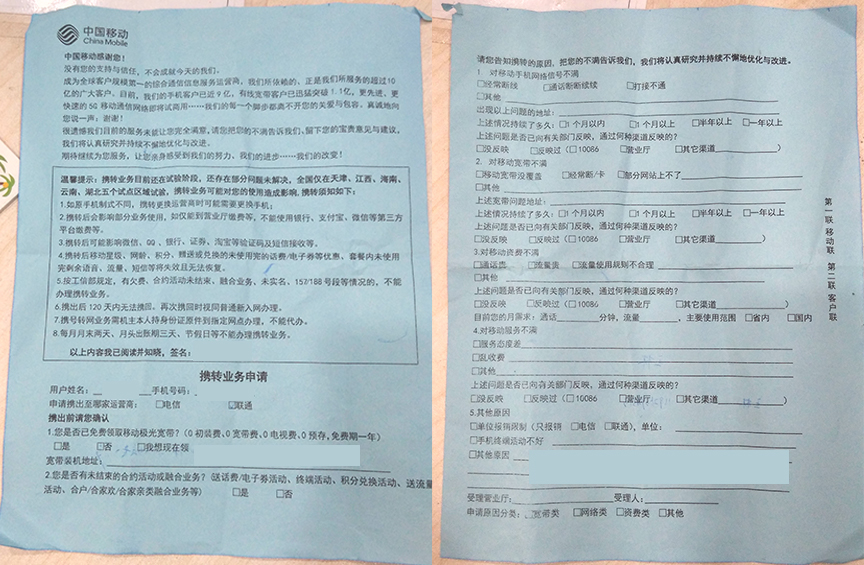 中国移动
China Mobile
中国移动感谢您！
没有您的支持与信任，不会成就今天的我们。
成为全球客户规模第一的综合通信信息服务运营商，我们所依赖的、正是我们所服务的超过10
亿的广大客户。目前，我们的手机客户已近9亿，有线宽带客户已迅猛突破1.1亿，更先进、更
快速的5G移动通信网络即将试商用……我们的每一个脚步都离不开您的关爱与包容。真诚地向
您说一声：谢谢！
很遗憾我们目前的服务未能让您完全满意，请您把您的不满告诉我们，留下您的宝贵意见与建议，
我们将认真研究并持续不懈地优化与改进。
期待继续为您服务，让您亲身感受到我们的努力，我们的进步……我们的改变！
温馨提示：携转业务目前还在试验阶段，还存在部分问题未解决，全国仅在天津、江西、海南、
云南、湖北五个试点区域试验，携转业务可能对您的使用造成影响，携转须知如下：
1.如原手机制式不同，携转更换运营商时可能需要更换手机；
2.携转后会影响部分业务使用，如仅能到营业厅缴费等，不能使用银行、支付宝、微信等第三方
平台缴费等。
3.携转后可能影响微信、QQ、银行、证券、淘宝等验证码及短信接收等。
4.携转后移动星级、网龄、积分、赠送或兑换的未使用完的话费/电子券等优惠、套餐内未使用
完剩余语音、流量、短信等将失效且无法恢复。
5.按工信部规定，有欠费、合约活动未结束、融合业务、未实名、157/188号段等情况的，不能
办理携转业务。
6.携出后120天内无法携回，再次携回时视同普通新入网办理。
7.携号转网业务需机主本人持身份证原件到指定网点办理，不能代办。
8.每月月末两天、月头出账期三天、节假日等不能办理携转业务。
以上内容我已阅读并知晓，签名：
携转业务申请
用户姓名： 手机号码：
申请携出至哪家运营商： □电信 ☑联通
携出前请您确认
1.您是否已免费领取移动极光宽带？（0初装费、0宽带费、0电视费、0预存，免费期一年）
□是 □否 □我想现在领
宽带装机地址：
2.您是否有未结束的合约活动或融合业务？（送话费/电子券活动、终端活动、积分兑换活动、送流量
活动、合户/合家欢/合家亲类融合业务等） □是 □否
请您告知携转的原因，把您的不满告诉我们，我们将认真研究并持续不懈地优化与改进。
1. 对移动手机网络信号不满
□经常断线 □通话断断续续 □打接不通
□其他
出现以上问题的地址：
上述情况持续了多久：□1个月以内 □1个月以上 □半年以上 □一年以上
上述问题是否已向有关部门反映，通过何种渠道反映的？
□没反映 □反映过（□10086 □营业厅 □其它渠道 ）
2. 对移动宽带不满
□移动宽带没覆盖 □经常断/卡 □部分网站上不了
□其他
上述宽带问题地址：
上述情况持续了多久：□1个月以内 □1个月以上 □半年以上 □一年以上
上述问题是否已向有关部门反映，通过何种渠道反映的？
□没反映 □反映过（□10086 □营业厅 □其它渠道 ）
3.对移动资费不满
□通话贵 □流量贵 □流量使用规则不合理
□其他
上述问题是否已向有关部门反映，通过何种渠道反映的？
□没反映 □反映过（□10086 □营业厅 □其它渠道 ）
目前您的月需求：通话 分钟，流量 ，主要使用范围 □省内 □国内
4.对移动服务不满
□服务态度差
□乱收费
□其他
上述问题是否已向有关部门反映，通过何种渠道反映的？
□没反映 □反映过（□10086 □营业厅 □其它渠道 ）
5.其他原因
□单位报销限制（只报销 □电信 □联通），单位：
□手机终端活动不好
□其他原因
受理营业厅： 受理人：
申请原因分类：□宽带类 □网络类 □资费类 □其他
第一联 移动联 第二联 客户联